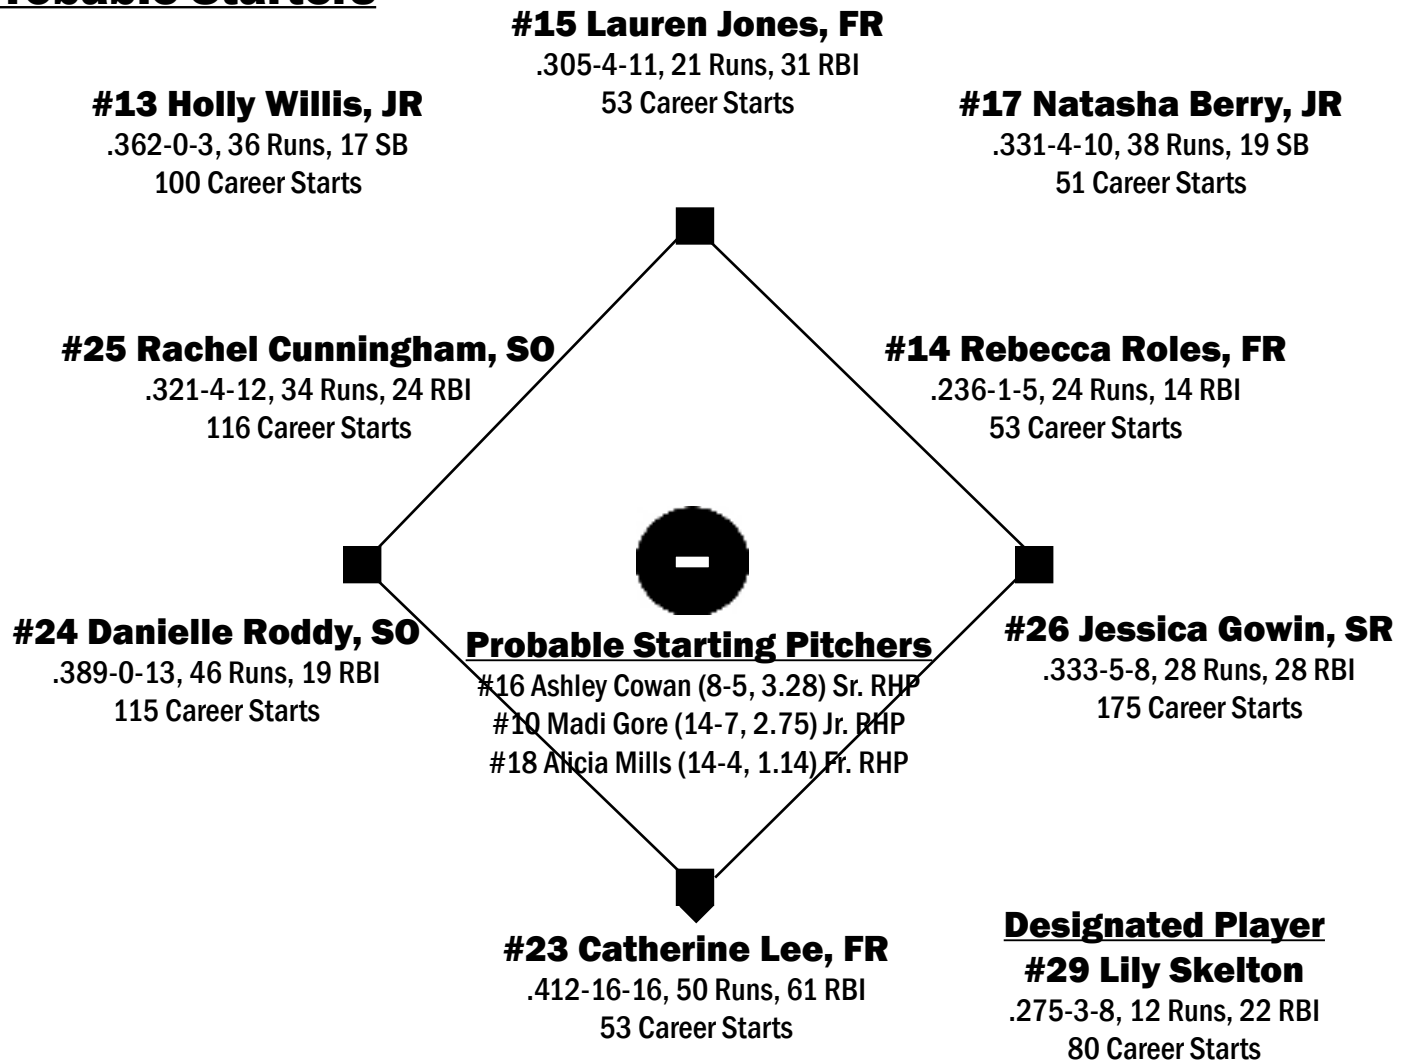 Probable Starters
#15 Lauren Jones, FR
.305-4-11, 21 Runs, 31 RBI
53 Career Starts
#13 Holly Willis, JR
.362-0-3, 36 Runs, 17 SB
100 Career Starts
#17 Natasha Berry, JR
.331-4-10, 38 Runs, 19 SB
51 Career Starts
#25 Rachel Cunningham, SO
.321-4-12, 34 Runs, 24 RBI
116 Career Starts
#14 Rebecca Roles, FR
.236-1-5, 24 Runs, 14 RBI
53 Career Starts
#24 Danielle Roddy, SO
.389-0-13, 46 Runs, 19 RBI
115 Career Starts
Probable Starting Pitchers
#16 Ashley Cowan (8-5, 3.28) Sr. RHP
#10 Madi Gore (14-7, 2.75) Jr. RHP
#18 Alicia Mills (14-4, 1.14) Fr. RHP
#26 Jessica Gowin, SR
.333-5-8, 28 Runs, 28 RBI
175 Career Starts
#23 Catherine Lee, FR
.412-16-16, 50 Runs, 61 RBI
53 Career Starts
Designated Player
#29 Lily Skelton
.275-3-8, 12 Runs, 22 RBI
80 Career Starts